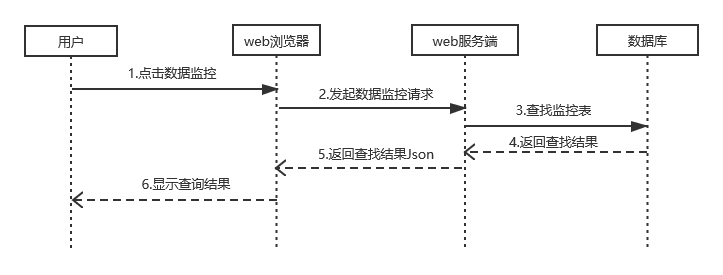 用户
web浏览器
web服务端
数据库
1.点击数据监控
2.发起数据监控请求
3.查找监控表
4.返回查找结果
5.返回查找结果Json
6.显示查询结果